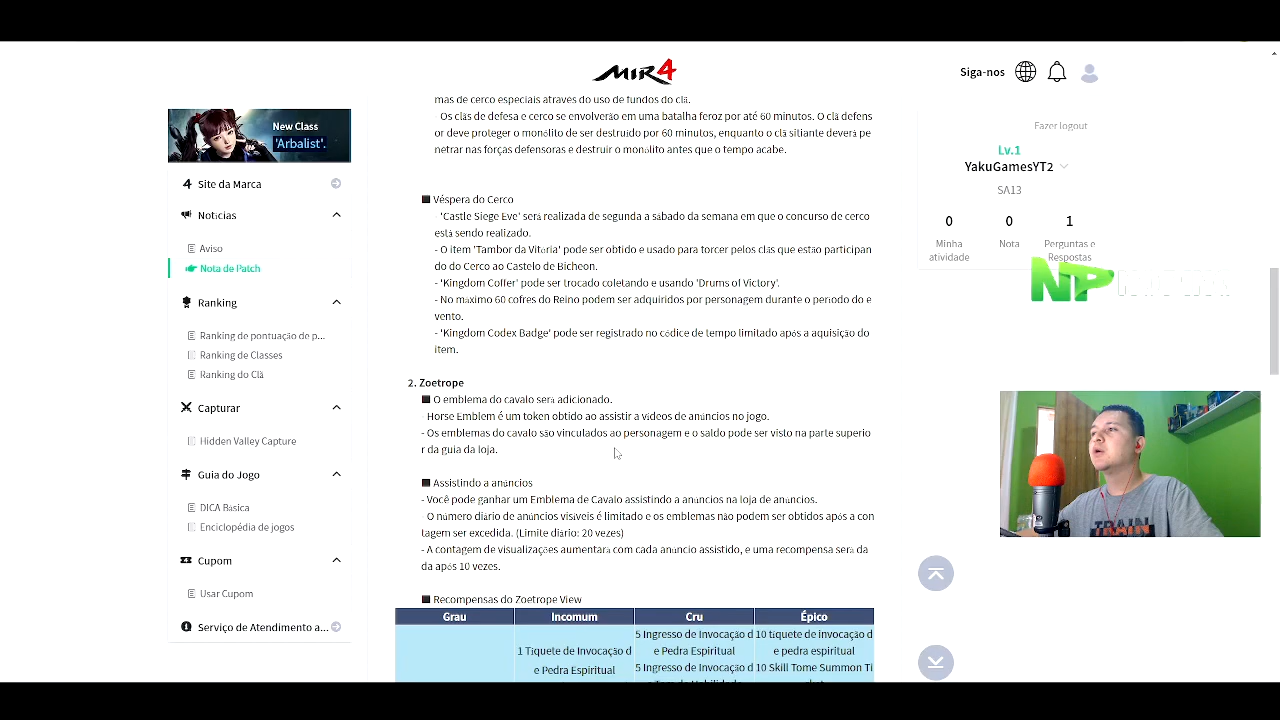 MIR4
Siga-nos
New Class
'Arbalist'.
4 Site da Marca
Noticias
Aviso
Nota de Patch
Ranking
Ranking de pontuação de p...
Ranking de Classes
Ranking do Clã
Capturar
Hidden Valley Capture
Guia do Jogo
DICA Básica
Enciclopédia de jogos
Cupom
Usar Cupom
Serviço de Atendimento a...
mas de cerco especiais através do uso de fundos do clã.
- Os clãs de defesa e cerco se envolverão em uma batalha feroz por até 60 minutos. O clã defens
or deve proteger o monólito de ser destruído por 60 minutos, enquanto o clã sitiante deverá pe
netrar nas forças defensoras e destruir o monólito antes que o tempo acabe.
■ Véspera do Cerco
- 'Castle Siege Eve' será realizada de segunda a sábado da semana em que o concurso de cerco
está sendo realizado.
- O item 'Tambor da Vitória' pode ser obtido e usado para torcer pelos clãs que estão participan
do do Cerco ao Castelo de Bicheon.
- 'Kingdom Coffer' pode ser trocado coletando e usando 'Drums of Victory'.
- No máximo 60 cofres do Reino podem ser adquiridos por personagem durante o período do e
vento.
- 'Kingdom Codex Badge' pode ser registrado no códice de tempo limitado após a aquisição do
item.
2. Zoetrope
■ O emblema do cavalo será adicionado.
- Horse Emblem é um token obtido ao assistir a vídeos de anúncios no jogo.
- Os emblemas do cavalo são vinculados ao personagem e o saldo pode ser visto na parte superio
r da guia da loja.
■ Assistindo a anúncios
- Você pode ganhar um Emblema de Cavalo assistindo a anúncios na loja de anúncios.
- O número diário de anúncios visíveis é limitado e os emblemas não podem ser obtidos após a con
tagem ser excedida. (Limite diário: 20 vezes)
- A contagem de visualizações aumentará com cada anúncio assistido, e uma recompensa será da
da após 10 vezes.
■ Recompensas do Zoetrope View
Grau Incomum Cru Épico
1 Tíquete de Invocação d
e Pedra Espiritual
5 Ingresso de Invocação d
e Pedra Espiritual
5 Ingresso de Invocação d
10 tíquete de invocação d
e pedra espiritual
10 Skill Tome Summon Ti
Fazer logout
Lv.1
YakuGamesYT2
SA13
0 0 1
Minha
atividade
Nota
Perguntas e
Respostas
NP
TRAIN